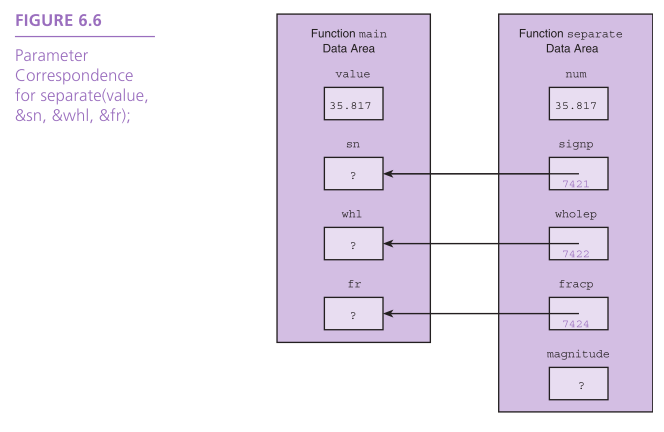 FIGURE 6.6
Parameter
Correspondence
for separate(value,
&sn, &whl, &fr);
Function main
Data Area
value
35.817
sn
?
whl
?
fr
?
Function separate
Data Area
num
35.817
signp
7421
wholep
7422
fracp
7424
magnitude
?